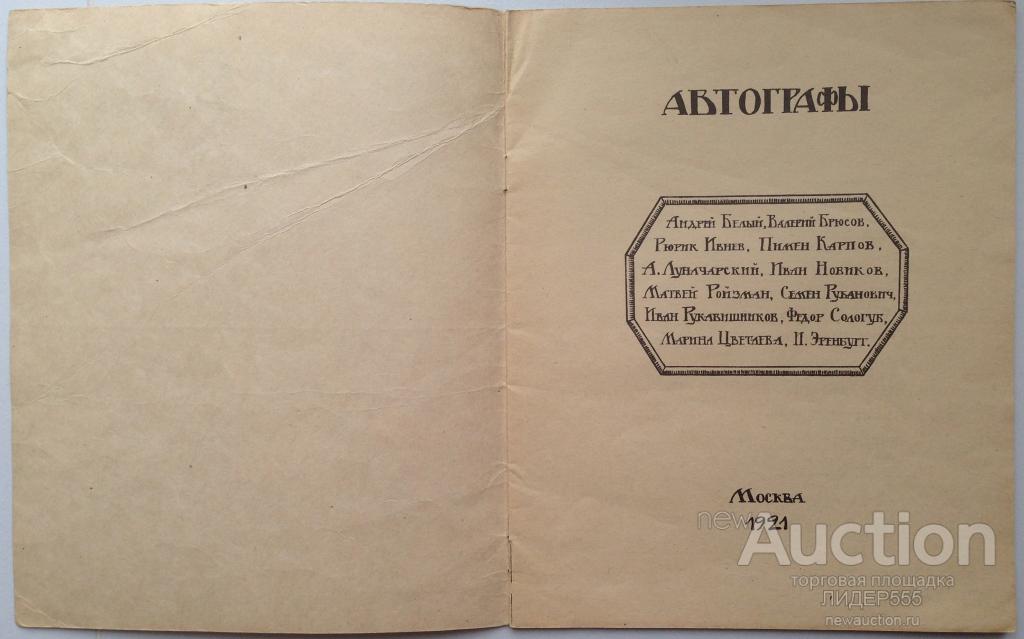 АВТОГРАФЫ
АНДРЕЙ БЕЛЫЙ, ВАЛЕРИЙ БРЮСОВ,
РЮРИК ИВНЕВ, ПИМЕН КАРПОВ,
А. ЛУНАЧАРСКИЙ, ИВАН НОВИКОВ,
МАТВЕЙ РОЙЗМАН, СЕМЕН РУБАНОВИЧ,
ИВАН РУКАВИШНИКОВ, ФЕДОР СОЛОГУБ,
МАРИНА ЦВЕТАЕВА, И. ЭРЕНБУРГ.
МОСКВА
1921
newAuction
торговая площадка
ЛИДЕР555
newauction.ru